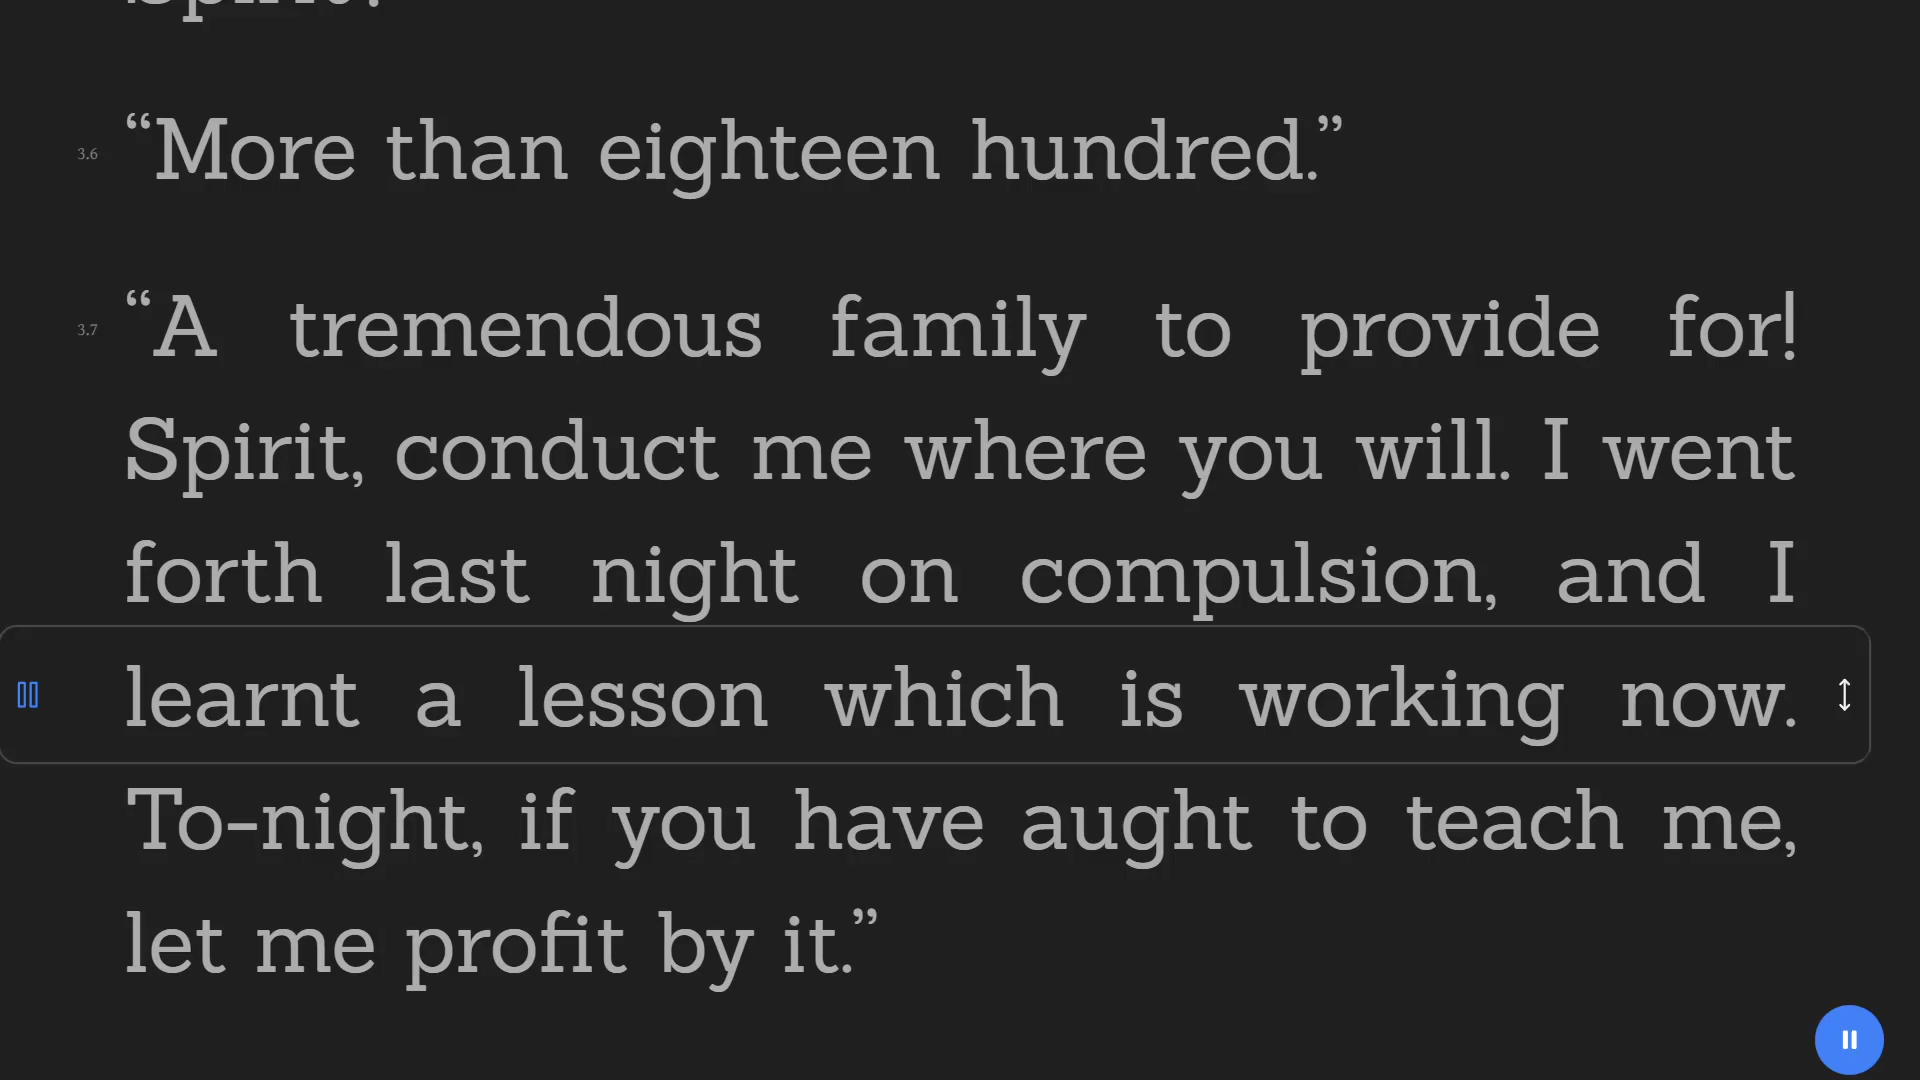 Spirit?
3.6 “More than eighteen hundred.”
3.7 “A tremendous family to provide for!
Spirit, conduct me where you will. I went
forth last night on compulsion, and I
learnt a lesson which is working now.
To-night, if you have aught to teach me,
let me profit by it.”